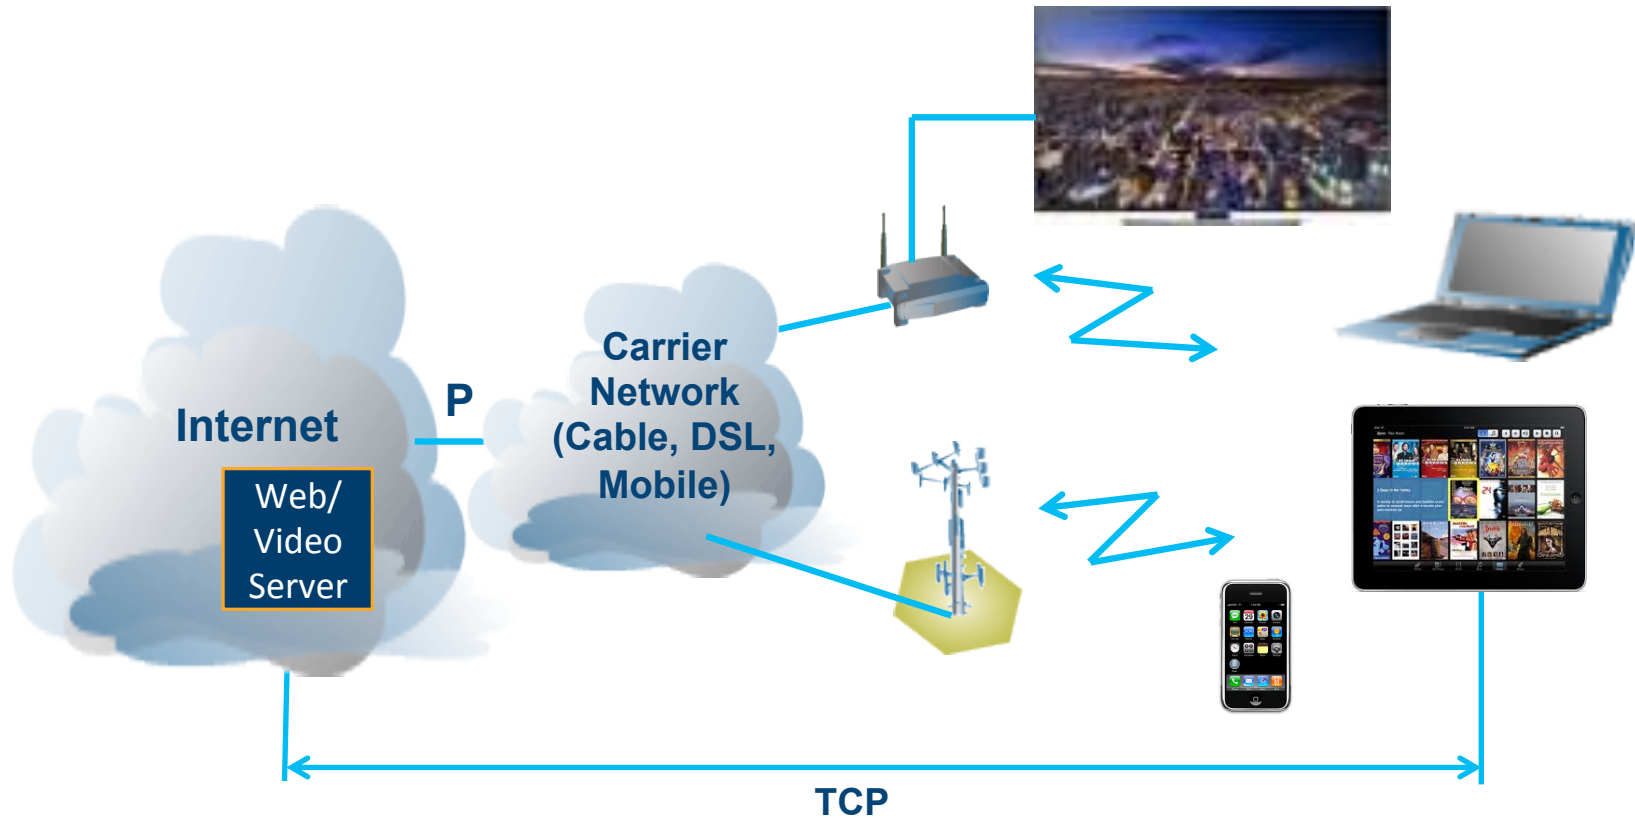 Internet
Web/
Video
Server
P
Carrier
Network
(Cable, DSL,
Mobile)
TCP